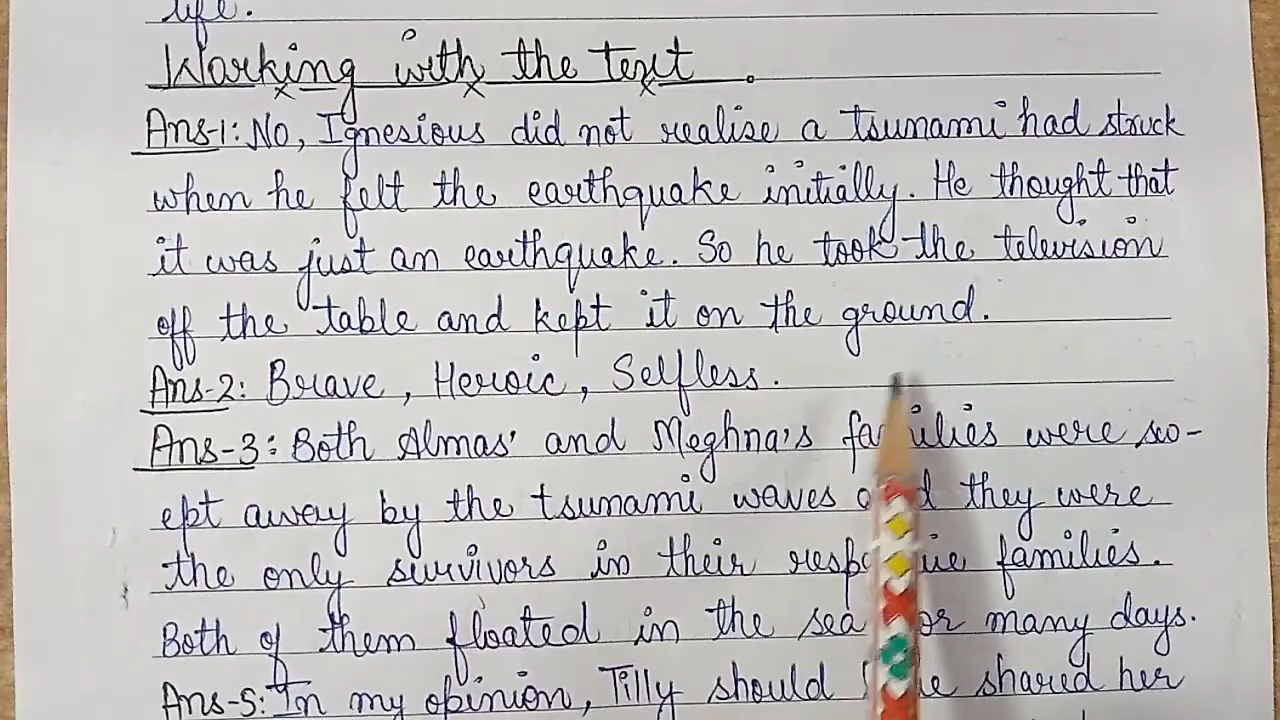 life.
Working with the text.
Ans-1: No, Ignesious did not realise a tsunami had struck
when he felt the earthquake initially. He thought that
it was just an earthquake. So he took the television
off the table and kept it on the ground.
Ans-2: Brave, Heroic, Selfless.
Ans-3: Both Almas' and Meghna's families were sw-
ept away by the tsunami waves and they were
the only survivors in their respective families.
Both of them floated in the sea for many days.
Ans-5: In my opinion, Tilly should have shared her